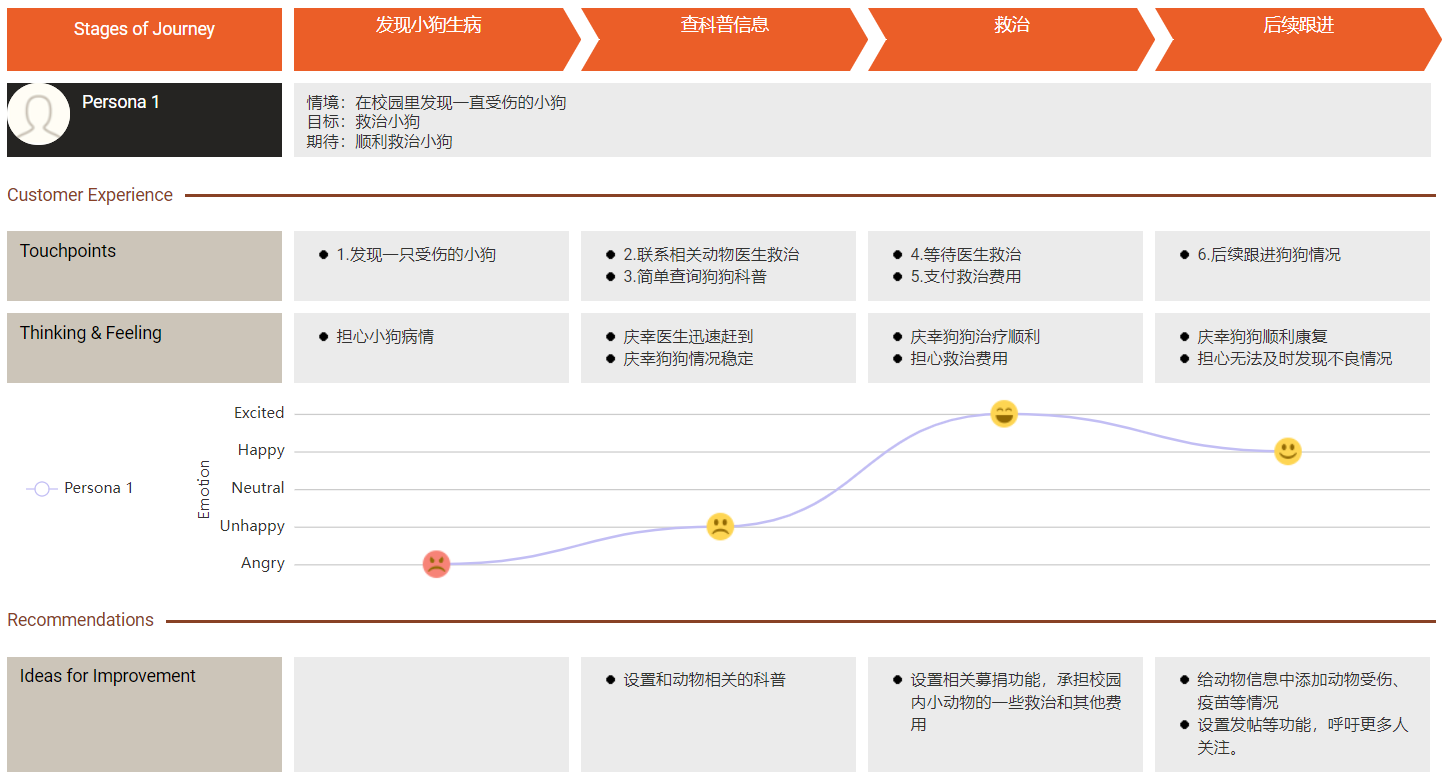 Stages of Journey
发现小狗生病
查科普信息
救治
后续跟进
Persona 1
情境：在校园里发现一直受伤的小狗
目标：救治小狗
期待：顺利救治小狗
Customer Experience
Touchpoints
1.发现一只受伤的小狗
2.联系相关动物医生救治
3.简单查询狗狗科普
4.等待医生救治
5.支付救治费用
6.后续跟进狗狗情况
Thinking & Feeling
担心小狗病情
庆幸医生迅速赶到
庆幸狗狗情况稳定
庆幸狗狗治疗顺利
担心救治费用
庆幸狗狗顺利康复
担心无法及时发现不良情况
Persona 1
Emotion
Excited
Happy
Neutral
Unhappy
Angry
Recommendations
Ideas for Improvement
设置和动物相关的科普
设置相关募捐功能，承担校园
内小动物的一些救治和其他费
用
给动物信息中添加动物受伤、
疫苗等情况
设置发帖等功能，呼吁更多人
关注。